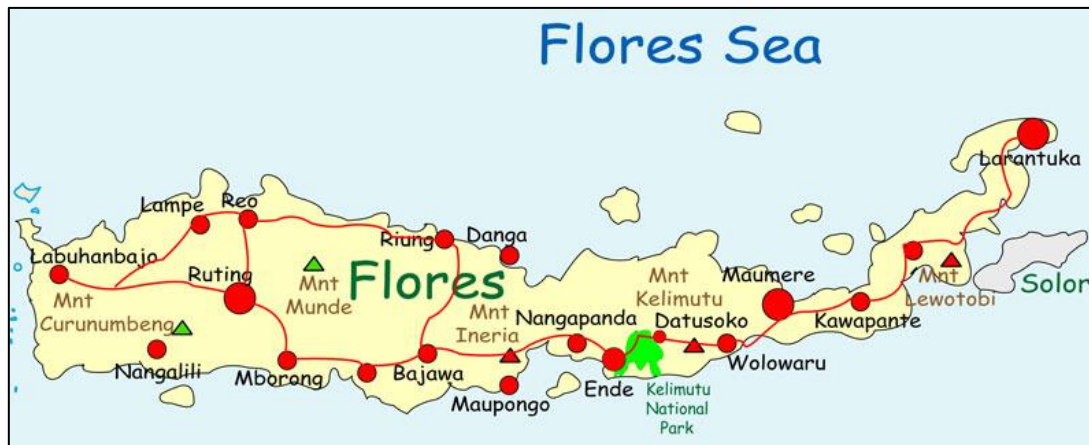 Flores Sea
Larantuka
Lampe
Reo
Riung
Danga
Labuhanbajo
Ruting
Mnt
Munde
Flores
Mnt
Kelimutu
Maumere
Mnt
Lewotobi
Solor
Mnt
Curunumbeng
Mnt
Ineria
Nangapanda
Datusoko
Kawapante
Nangalili
Mborong
Bajawa
Maupongo
Ende
Wolowaru
Kelimutu
National
Park